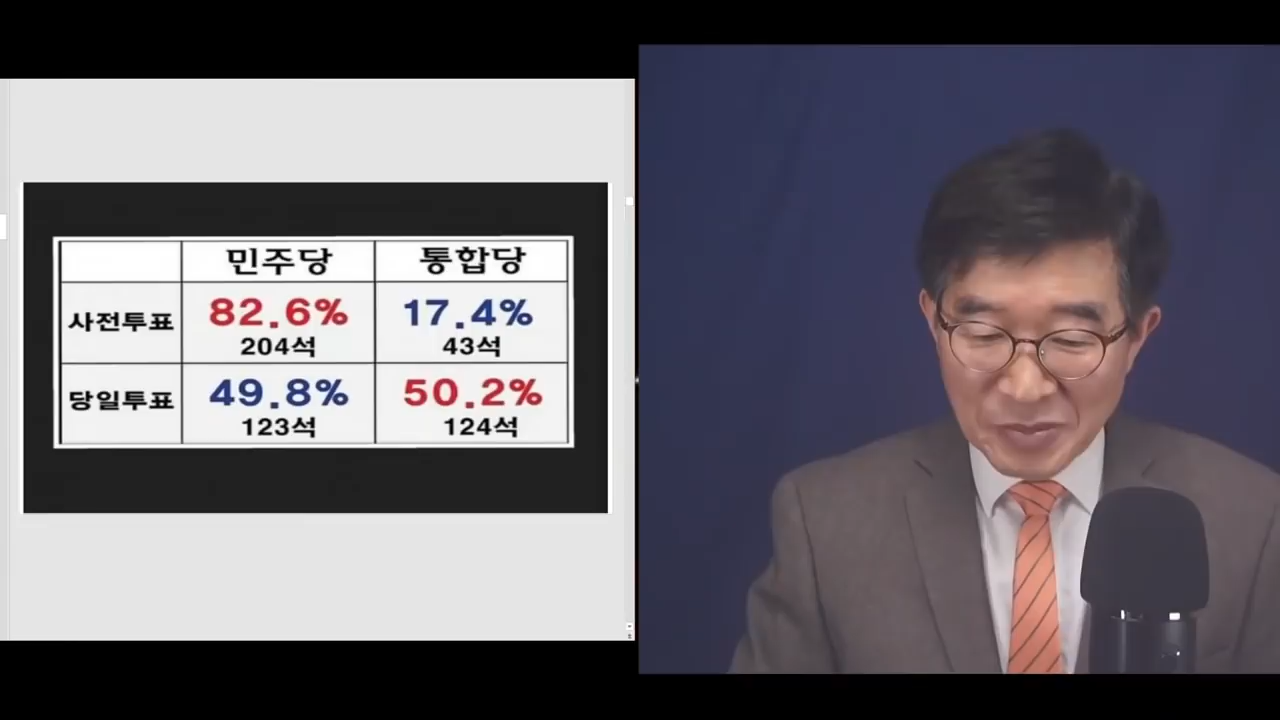 민주당 통합당
사전투표 82.6% 17.4%
204석 43석
당일투표 49.8% 50.2%
123석 124석